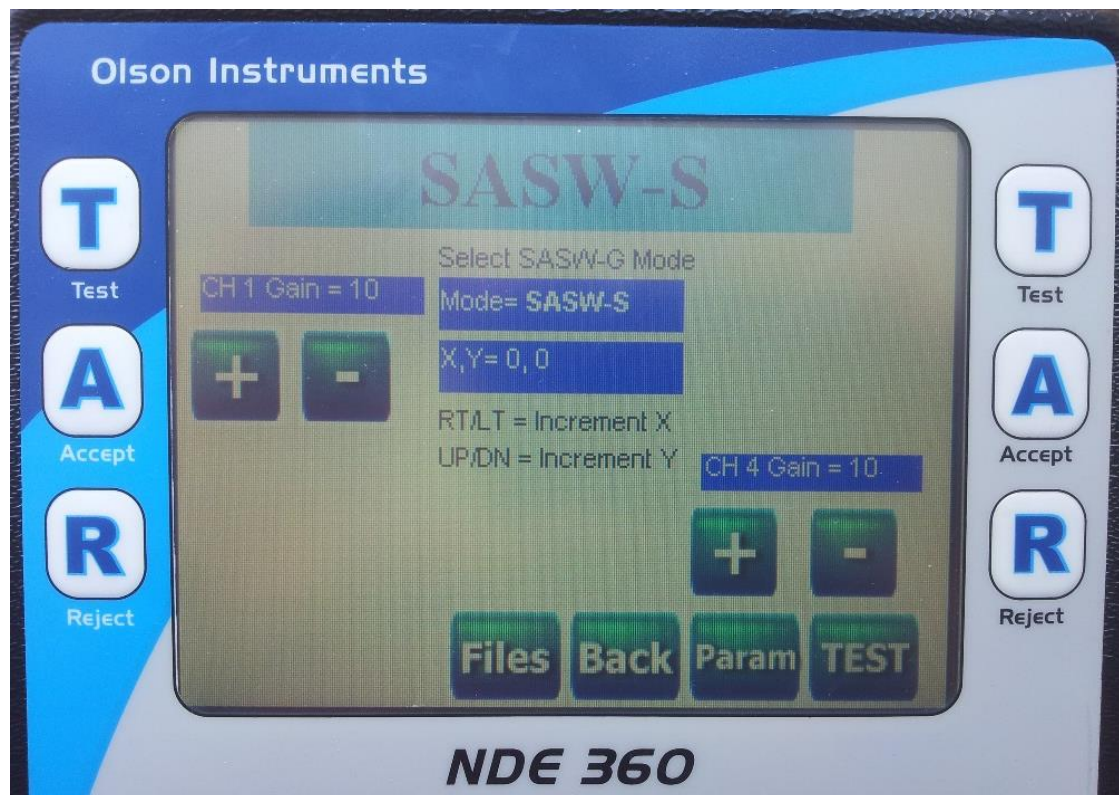 Olson Instruments
SASW-S
Select SASW-G Mode
CH 1 Gain = 10
Mode= SASW-S
+ -
X,Y= 0, 0
RT/LT = Increment X
UP/DN = Increment Y
CH 4 Gain = 10
+ -
Files Back Param TEST
T
Test
A
Accept
R
Reject
T
Test
A
Accept
R
Reject
NDE 360